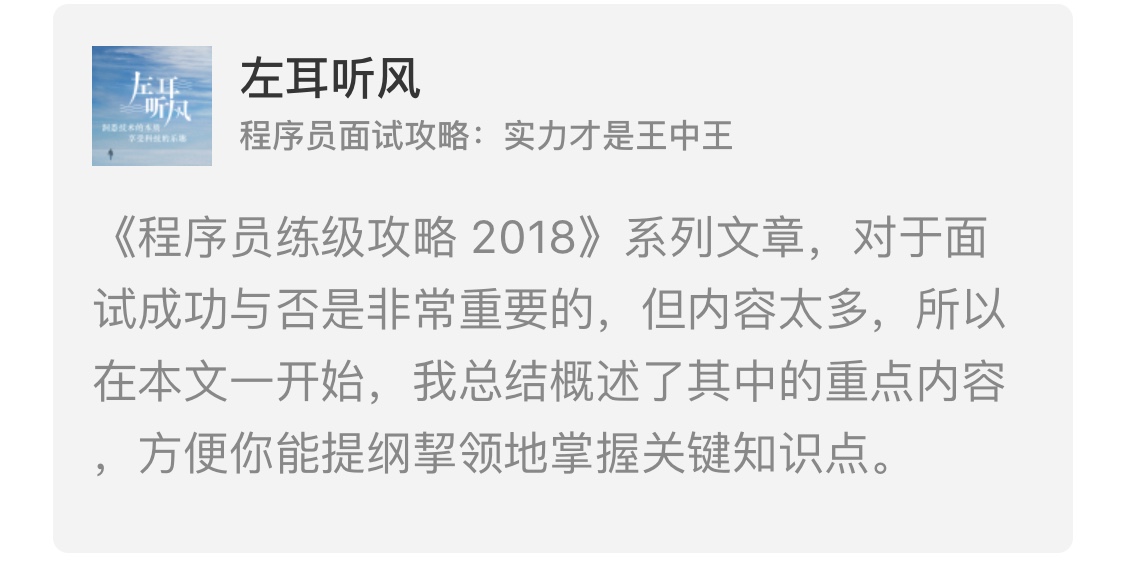 左耳
听风
洞悉技术的本质
享受科技的乐趣
左耳听风
程序员面试攻略：实力才是王中王
《程序员练级攻略 2018》系列文章，对于面
试成功与否是非常重要的，但内容太多，所以
在本文一开始，我总结概述了其中的重点内容
，方便你能提纲挈领地掌握关键知识点。